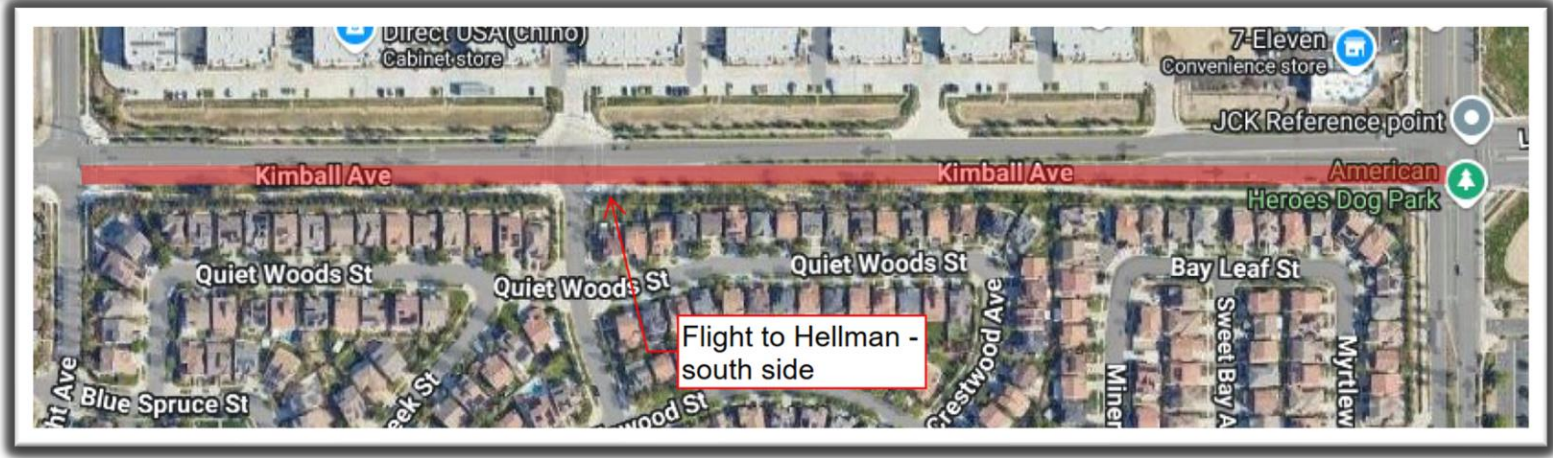 Direct USA(Chino)
Cabinet store
7-Eleven
Convenience store
JCK Reference point
Kimball Ave
Kimball Ave
American
Heroes Dog Park
Quiet Woods St
Quiet Woods St
Quiet Woods St
Bay Leaf St
Flight to Hellman -
south side
Blue Spruce St
Crestwood Ave